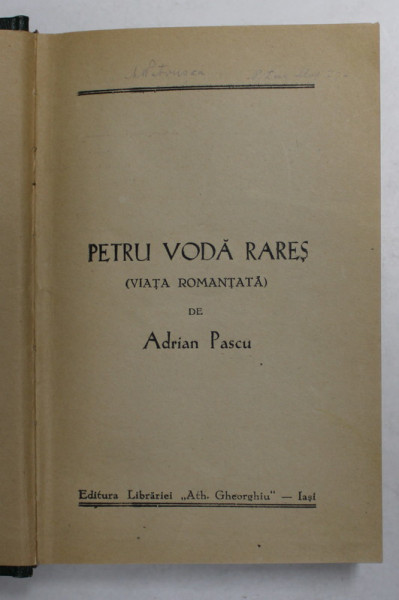 PETRU VODĂ RAREȘ
(VIAȚA ROMANȚATĂ)
DE
Adrian Pascu
Editura Librăriei „Ath. Gheorghiu" — Iași